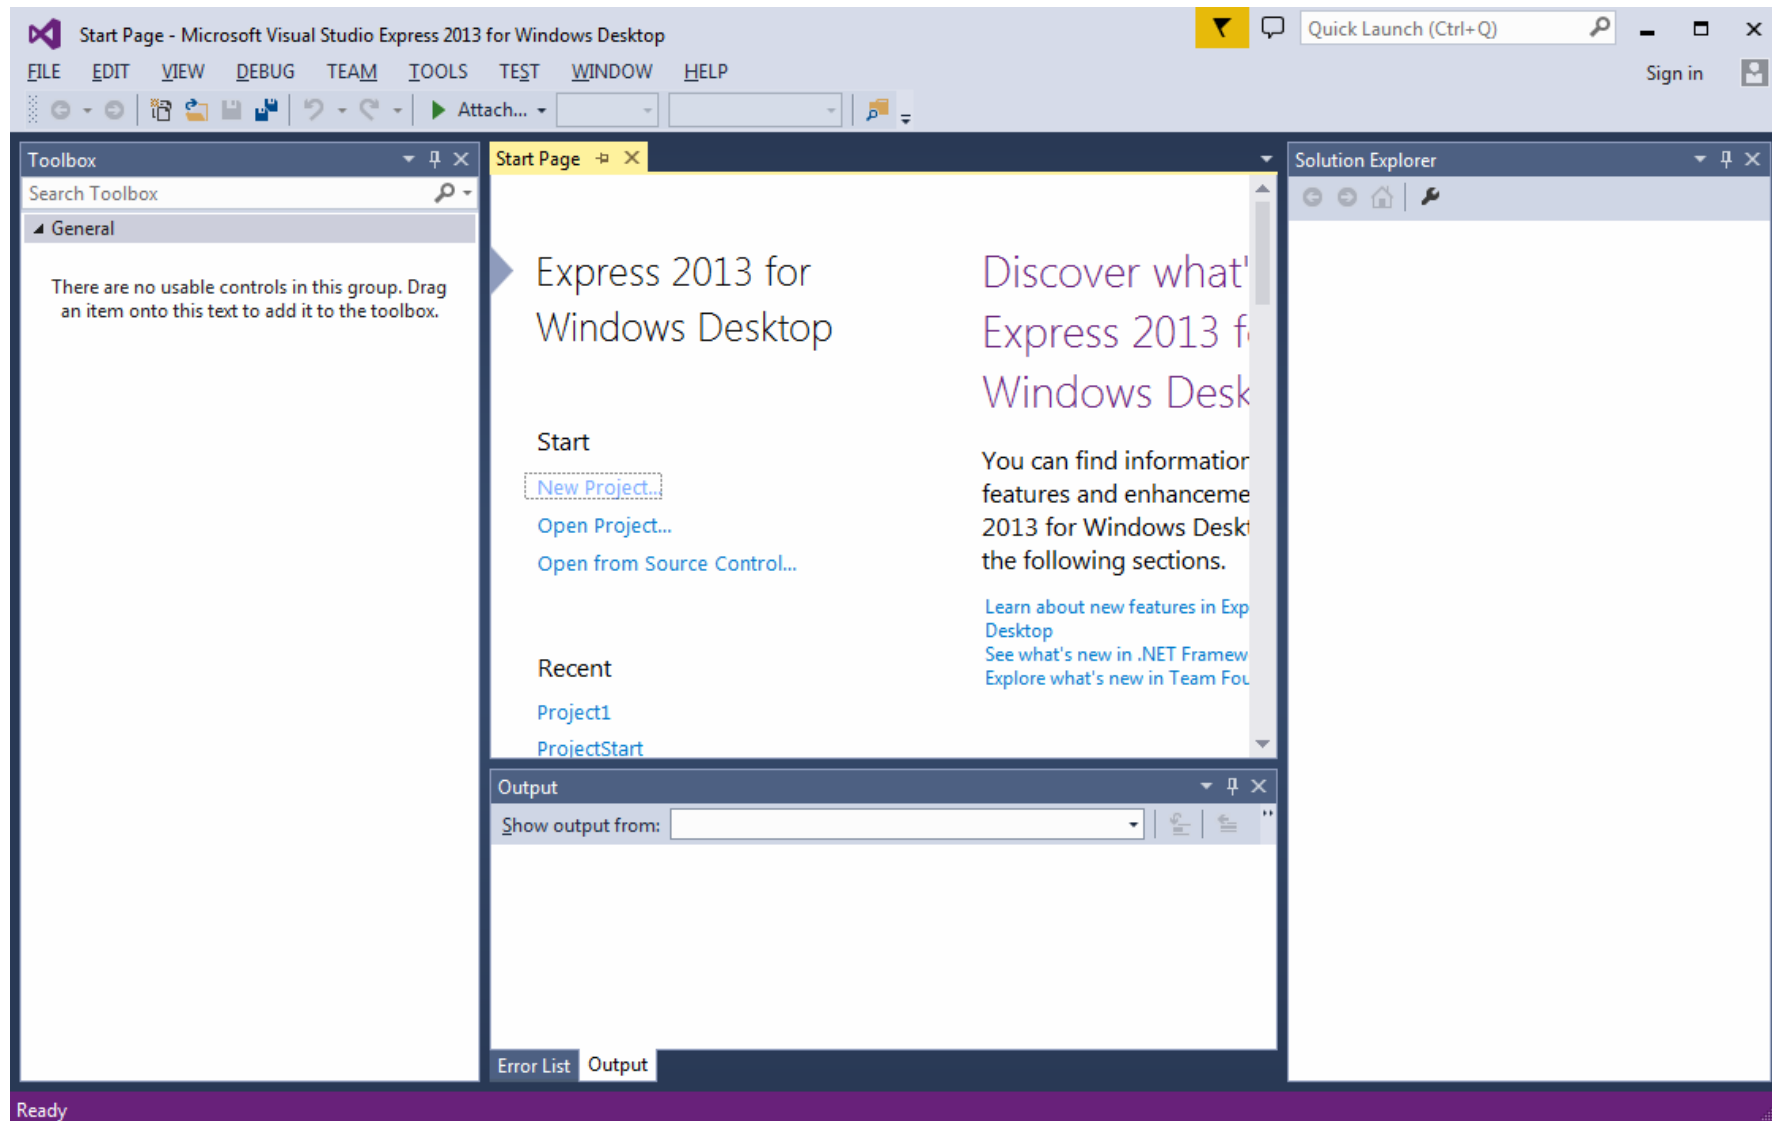 Start Page - Microsoft Visual Studio Express 2013 for Windows Desktop
Quick Launch (Ctrl+Q)
FILE EDIT VIEW DEBUG TEAM TOOLS TEST WINDOW HELP
Sign in
Attach...
Toolbox
Search Toolbox
General
There are no usable controls in this group. Drag
an item onto this text to add it to the toolbox.
Start Page
Express 2013 for
Windows Desktop
Start
New Project...
Open Project...
Open from Source Control...
Recent
Project1
ProjectStart
Discover what'
Express 2013 f
Windows Desk
You can find information
features and enhanceme
2013 for Windows Deskt
the following sections.
Learn about new features in Exp
Desktop
See what's new in .NET Framew
Explore what's new in Team Fou
Output
Show output from:
Error List Output
Solution Explorer
Ready